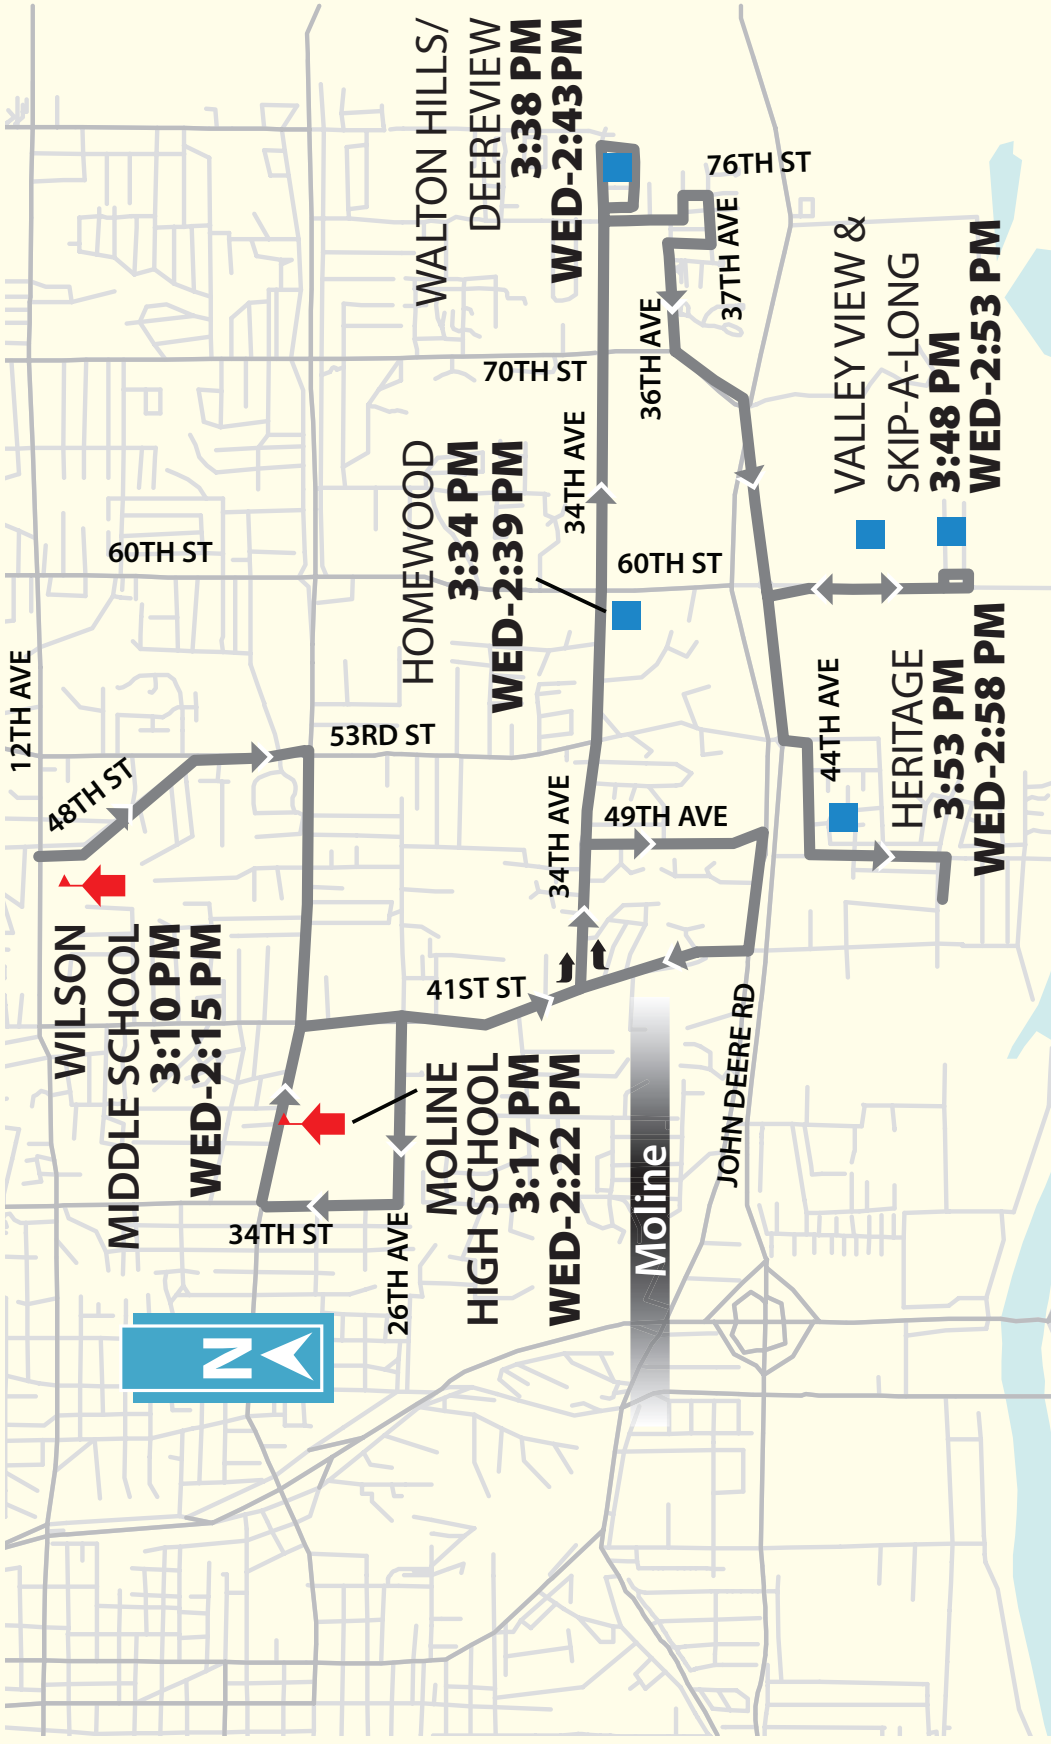 WALTON HILLS/
DEEREVIEW
3:38 PM
WED-2:43PM
76TH ST
37TH AVE
36TH AVE
70TH ST
34TH AVE
VALLEY VIEW &
SKIP-A-LONG
3:48 PM
WED-2:53 PM
HOMEWOOD
3:34 PM
WED-2:39 PM
60TH ST
60TH ST
12TH AVE
48TH ST
53RD ST
34TH AVE
49TH AVE
44TH AVE
HERITAGE
3:53 PM
WED-2:58 PM
WILSON
MIDDLE SCHOOL
3:10 PM
WED-2:15 PM
41ST ST
MOLINE
HIGH SCHOOL
3:17 PM
WED-2:22 PM
Moline
JOHN DEERE RD
34TH ST
26TH AVE
N